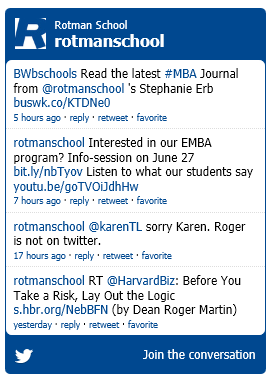 Rotman School
rotmanschool
BWbschools Read the latest #MBA Journal
from @rotmanschool 's Stephanie Erb
buswk.co/KTDNe0
5 hours ago · reply · retweet · favorite
rotmanschool Interested in our EMBA
program? Info-session on June 27
bit.ly/nbTyov Listen to what our students say
youtu.be/goTVOiJdhHw
7 hours ago · reply · retweet · favorite
rotmanschool @karenTL sorry Karen. Roger
is not on twitter.
17 hours ago · reply · retweet · favorite
rotmanschool RT @HarvardBiz: Before You
Take a Risk, Lay Out the Logic
s.hbr.org/NebBFN (by Dean Roger Martin)
yesterday · reply · retweet · favorite
Join the conversation